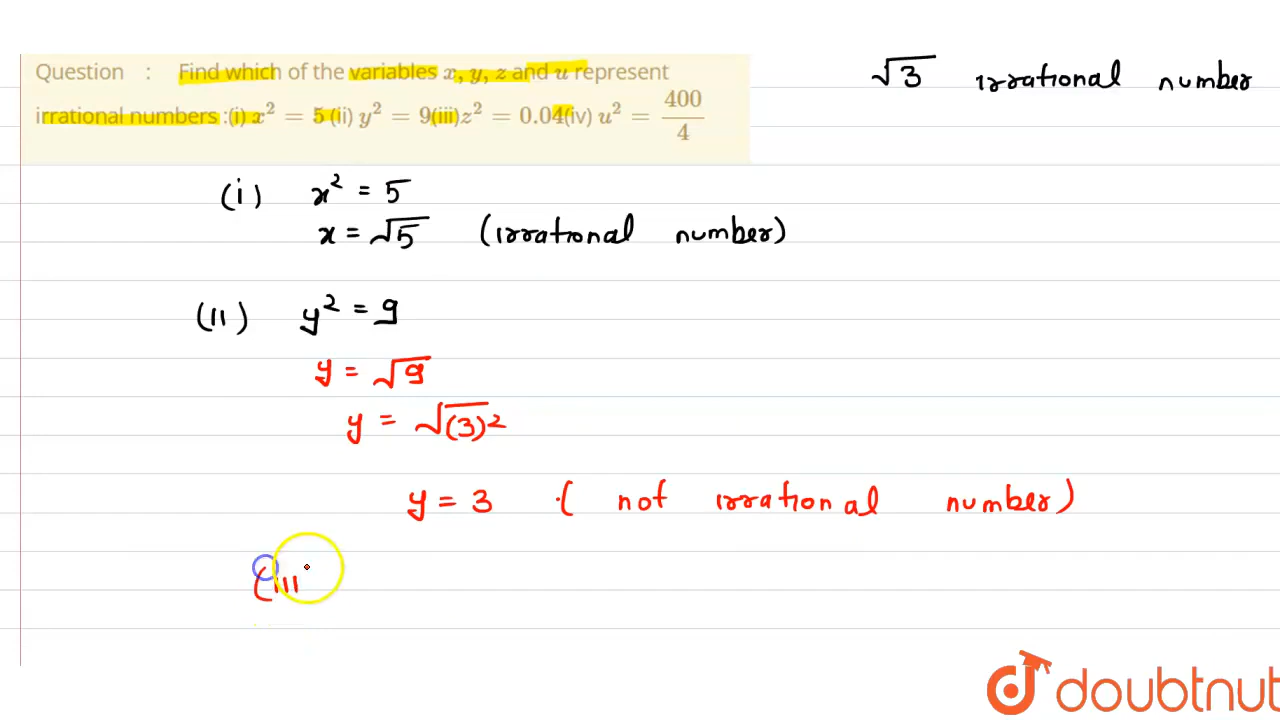 Question : Find which of the variables x, y, z and u represent
irrational numbers :(i) x² = 5 (ii) y² = 9(iii)z² = 0.04(iv) u² = 400/4
√3 irrational number
(i) x² = 5
x = √5 (irrational number)
(ii) y² = 9
y = √9
y = √(3)²
y = 3 ( not irrational number)
(iii
doubtnut